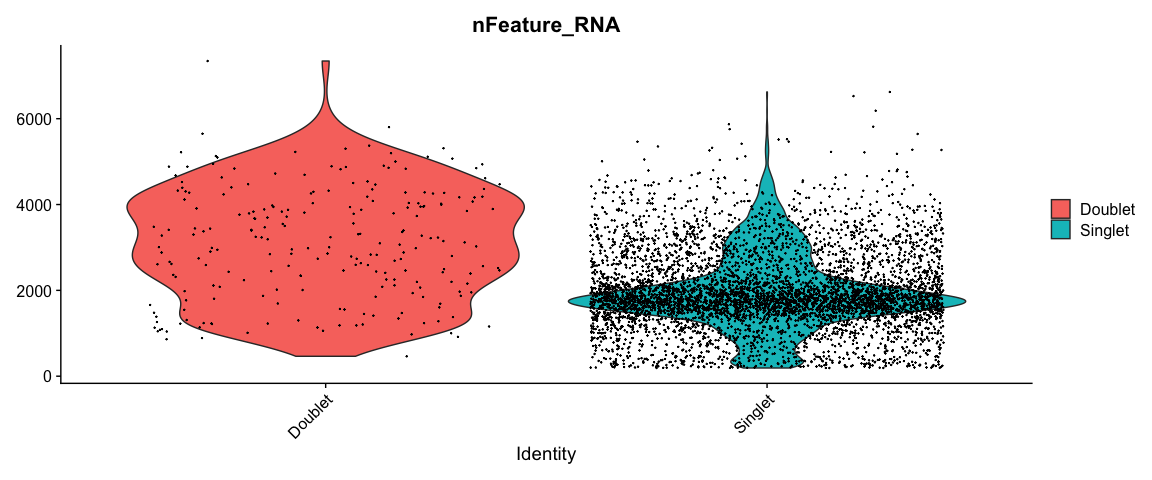 nFeature_RNA
6000
4000
2000
0
Doublet
Singlet
Identity
Doublet
Singlet